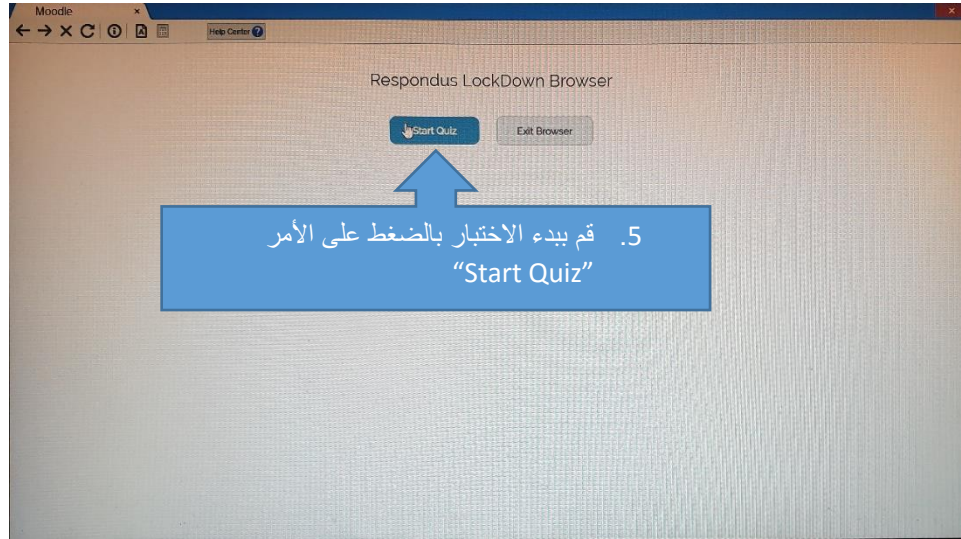 Moodle
Help Center
Respondus LockDown Browser
Start Quiz
Exit Browser
5. قم ببدء الاختبار بالضغط على الأمر
“Start Quiz”